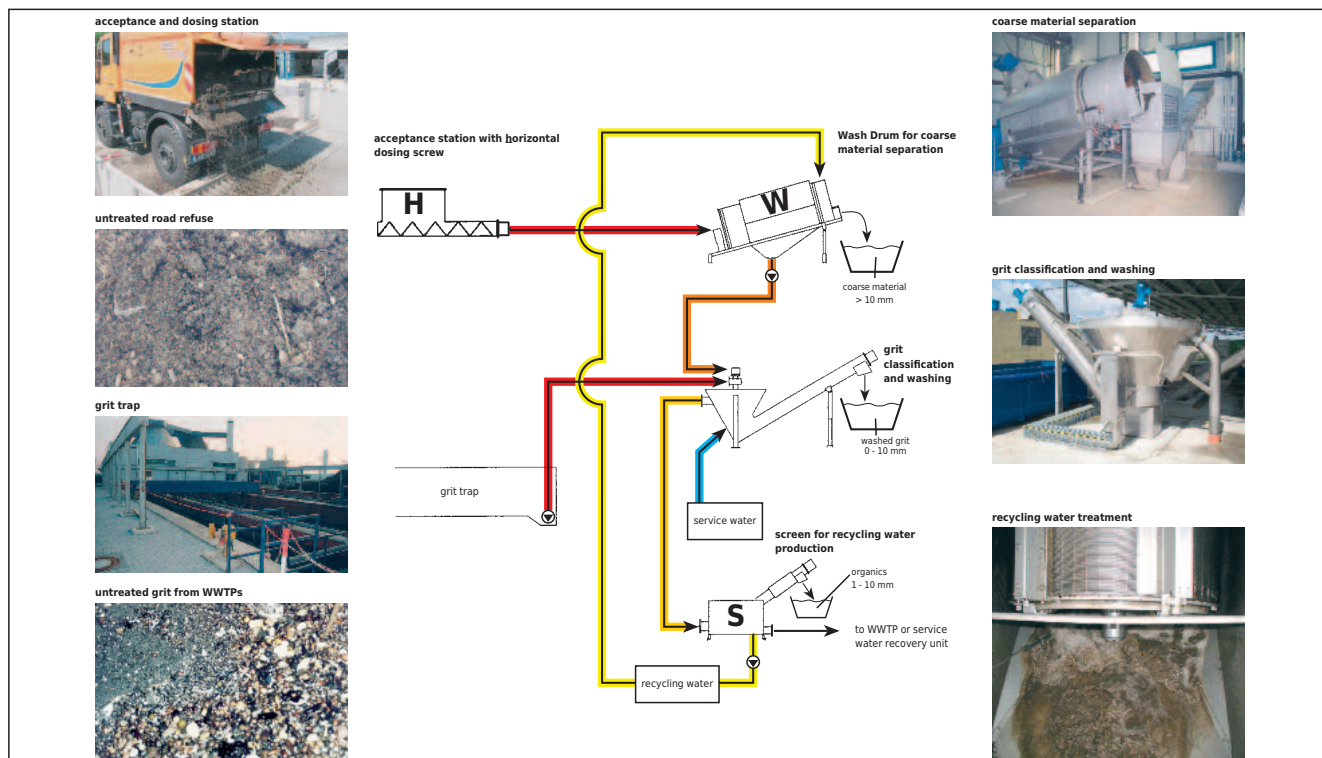 acceptance and dosing station
untreated road refuse
grit trap
untreated grit from WWTPs
acceptance station with horizontal
dosing screw
H
Wash Drum for coarse
material separation
W
coarse material
> 10 mm
grit
classification
and washing
washed grit
0 - 10 mm
grit trap
service water
screen for recycling water
production
organics
1 - 10 mm
S
to WWTP or service
water recovery unit
recycling water
coarse material separation
grit classification and washing
recycling water treatment